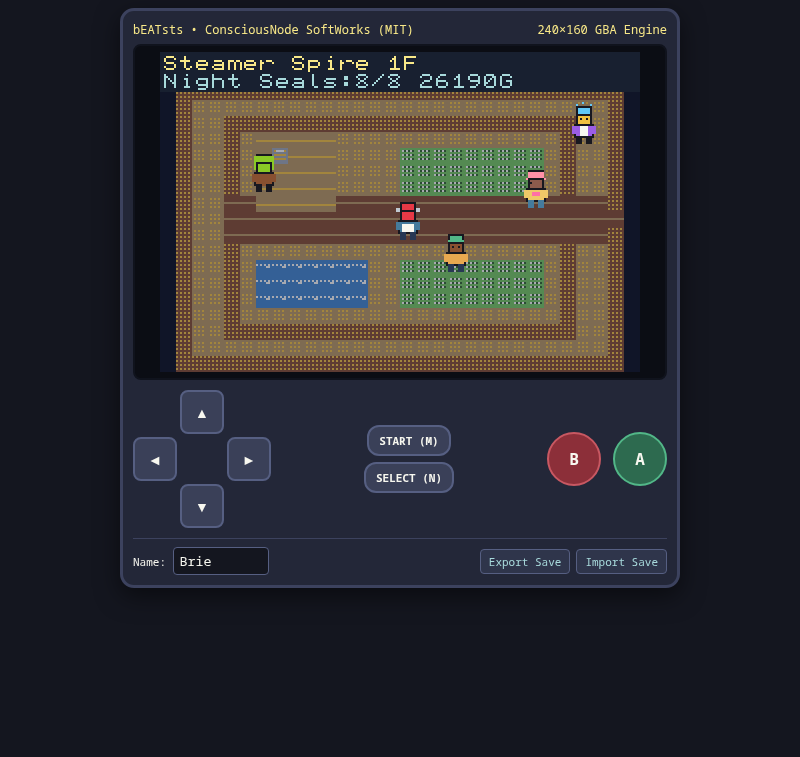 bEATsts • ConsciousNode SoftWorks (MIT)
240×160 GBA Engine
Steamer Spire 1F
Night Seals:8/8 26190G
▲
◄
►
▼
START (M)
SELECT (N)
B
A
Name: Brie
Export Save
Import Save